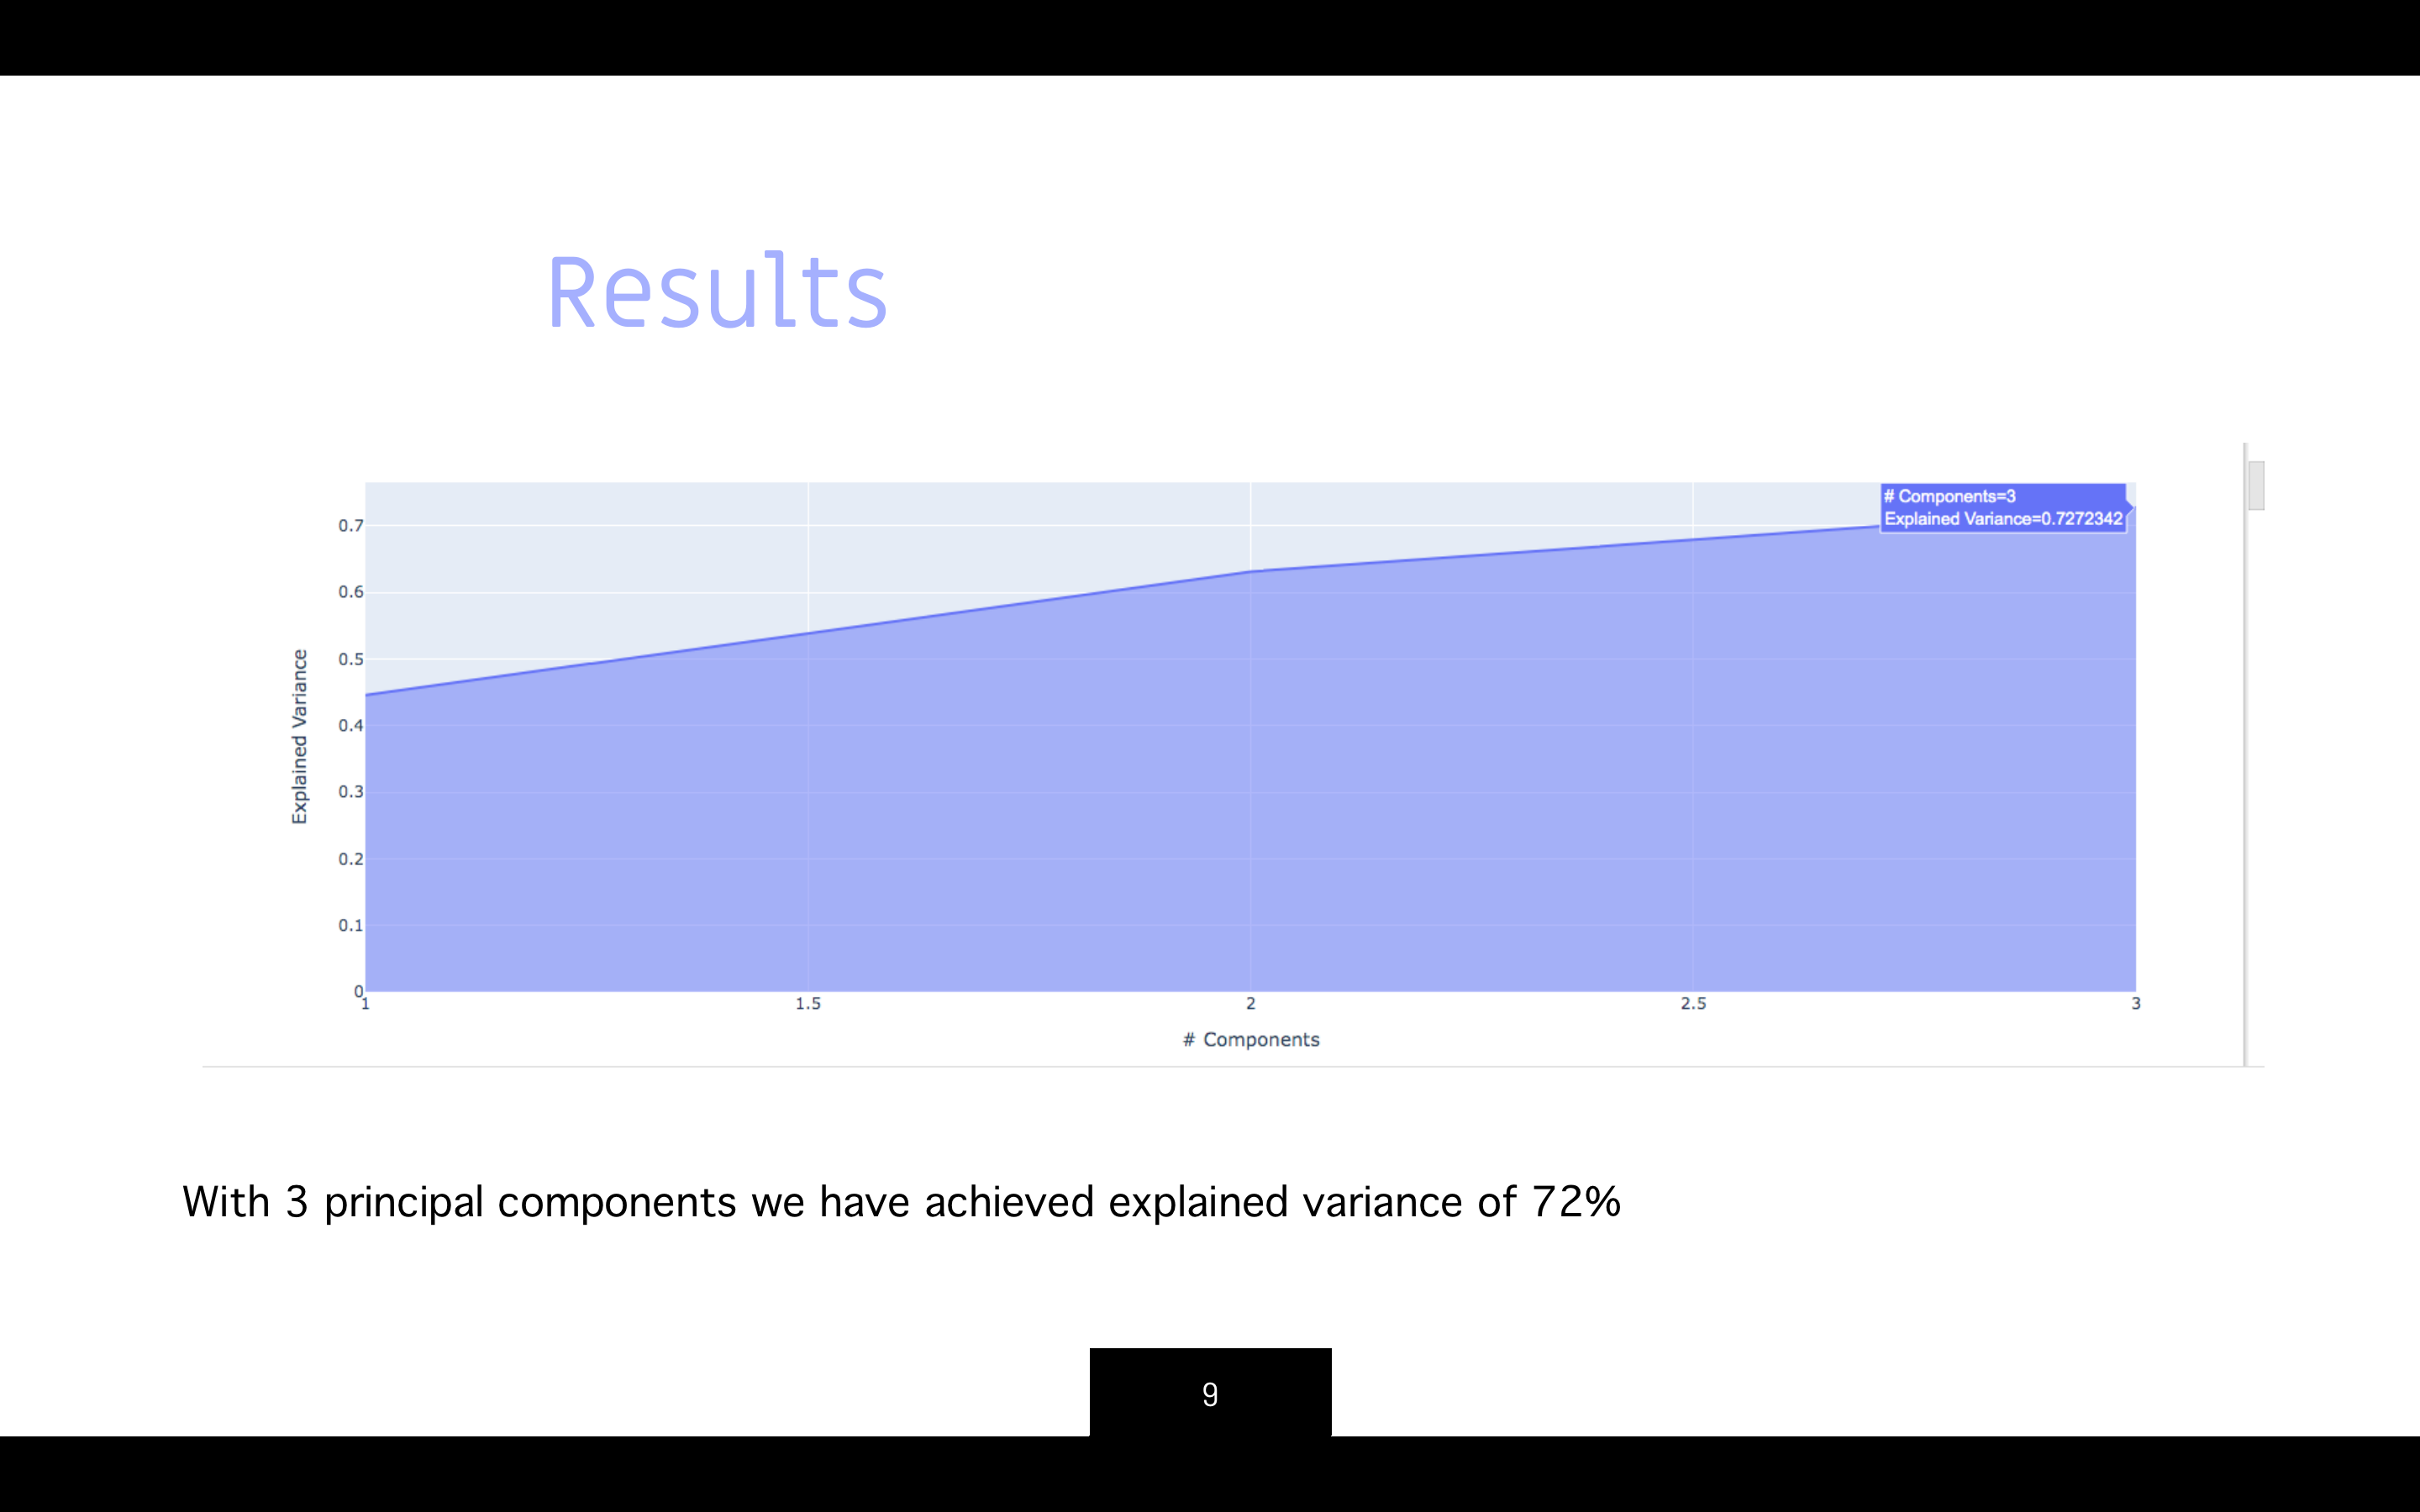 Results
# Components=3
Explained Variance=0.7272342
0.7
0.6
0.5
0.4
0.3
0.2
0.1
0
Explained Variance
1 1.5 2 2.5 3
# Components
With 3 principal components we have achieved explained variance of 72%
9